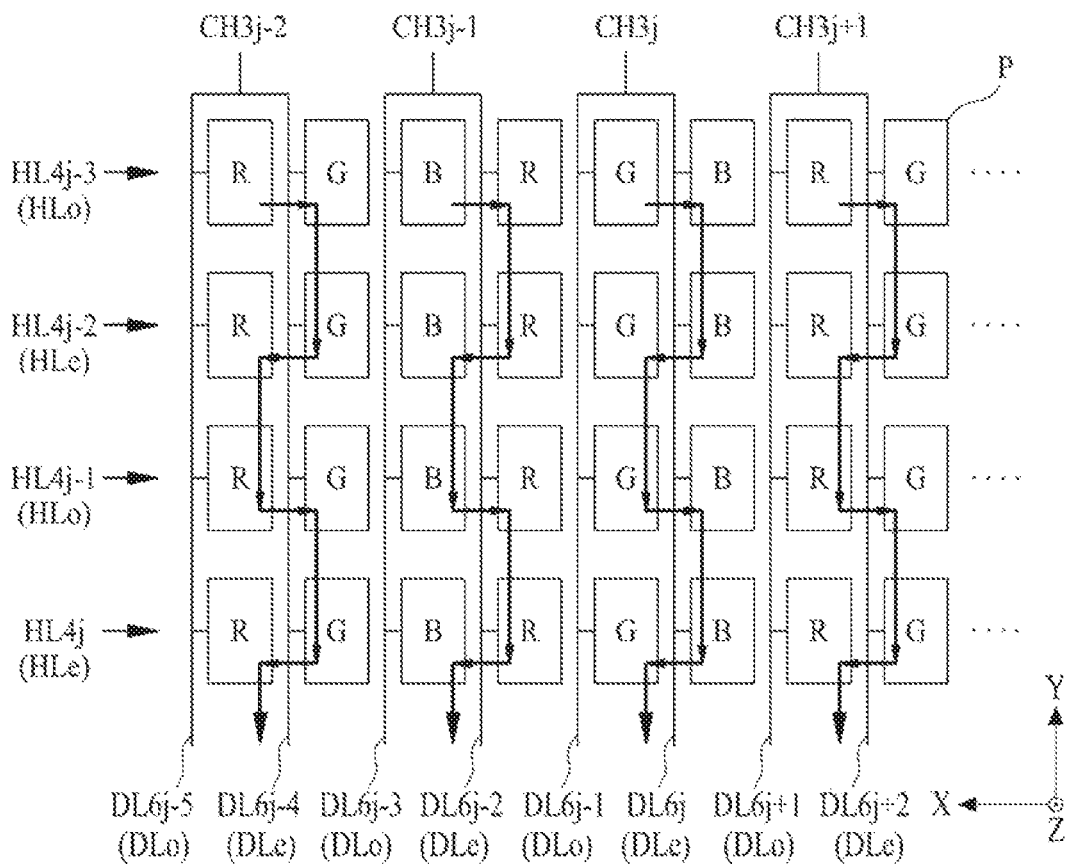 CH3j-2 CH3j-1 CH3j CH3j+1
P
HL4j-3 R G B R G B R G ····
(HLo)
HL4j-2 R G B R G B R G ····
(HLe)
HL4j-1 R G B R G B R G ····
(HLo)
HL4j R G B R G B R G ····
(HLe)
Y
X
Z
DL6j-5 DL6j-4 DL6j-3 DL6j-2 DL6j-1 DL6j DL6j+1 DL6j+2
(DLo) (DLe) (DLo) (DLe) (DLo) (DLe) (DLo) (DLe)